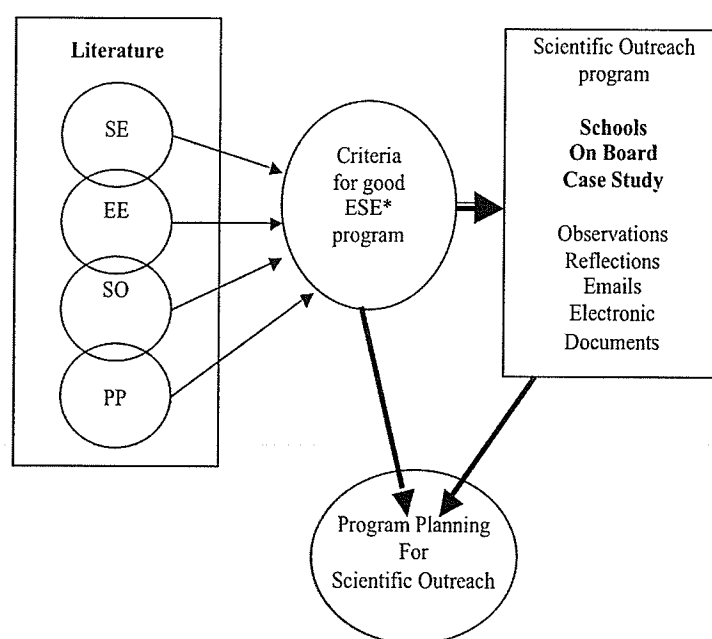 Literature
SE
EE
SO
PP
Criteria
for good
ESE*
program
Scientific Outreach
program
Schools
On Board
Case Study
Observations
Reflections
Emails
Electronic
Documents
Program Planning
For
Scientific Outreach